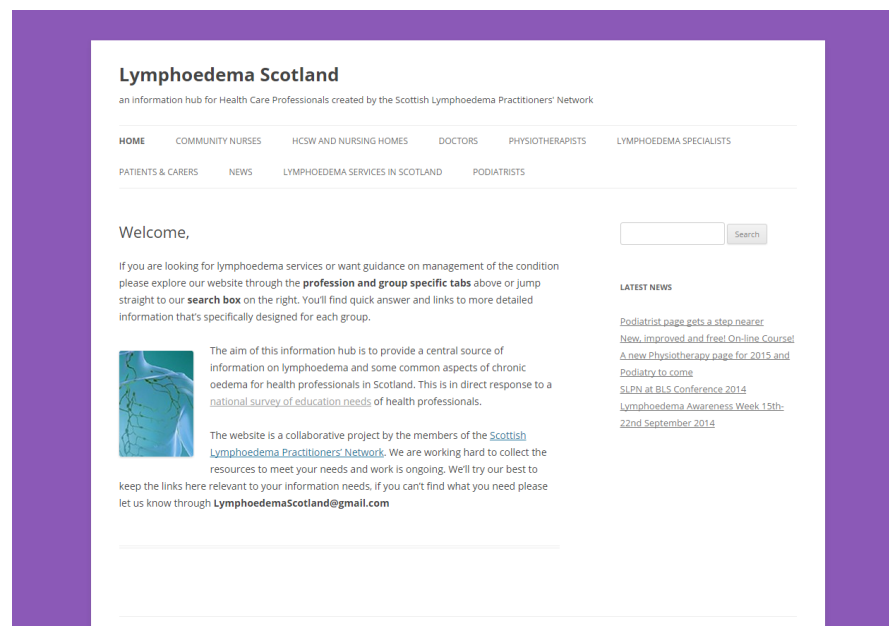 Lymphoedema Scotland
an information hub for Health Care Professionals created by the Scottish Lymphoedema Practitioners' Network
HOME COMMUNITY NURSES HCSW AND NURSING HOMES DOCTORS PHYSIOTHERAPISTS LYMPHOEDEMA SPECIALISTS
PATIENTS & CARERS NEWS LYMPHOEDEMA SERVICES IN SCOTLAND PODIATRISTS
Welcome,
If you are looking for lymphoedema services or want guidance on management of the condition
please explore our website through the profession and group specific tabs above or jump
straight to our search box on the right. You'll find quick answer and links to more detailed
information that's specifically designed for each group.
The aim of this information hub is to provide a central source of
information on lymphoedema and some common aspects of chronic
oedema for health professionals in Scotland. This is in direct response to a
national survey of education needs of health professionals.
The website is a collaborative project by the members of the Scottish
Lymphoedema Practitioners' Network. We are working hard to collect the
resources to meet your needs and work is ongoing. We'll try our best to
keep the links here relevant to your information needs, if you can't find what you need please
let us know through LymphoedemaScotland@gmail.com
Search
LATEST NEWS
Podiatrist page gets a step nearer
New, improved and free! On-line Course!
A new Physiotherapy page for 2015 and
Podiatry to come
SLPN at BLS Conference 2014
Lymphoedema Awareness Week 15th-
22nd September 2014